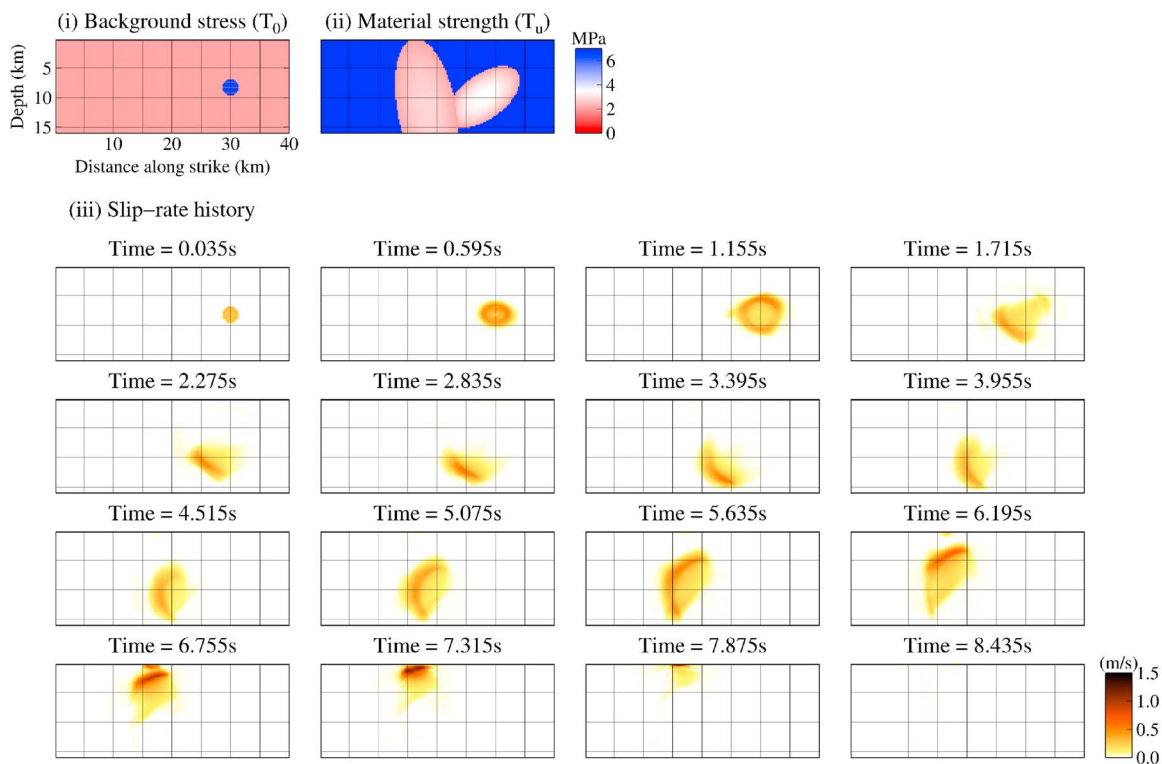 (i) Background stress (T0)
(ii) Material strength (Tu)
MPa
6
4
2
0
Depth (km)
5
10
15
10 20 30 40
Distance along strike (km)
(iii) Slip−rate history
Time = 0.035s
Time = 0.595s
Time = 1.155s
Time = 1.715s
Time = 2.275s
Time = 2.835s
Time = 3.395s
Time = 3.955s
Time = 4.515s
Time = 5.075s
Time = 5.635s
Time = 6.195s
Time = 6.755s
Time = 7.315s
Time = 7.875s
Time = 8.435s
(m/s)
1.5
1.0
0.5
0.0